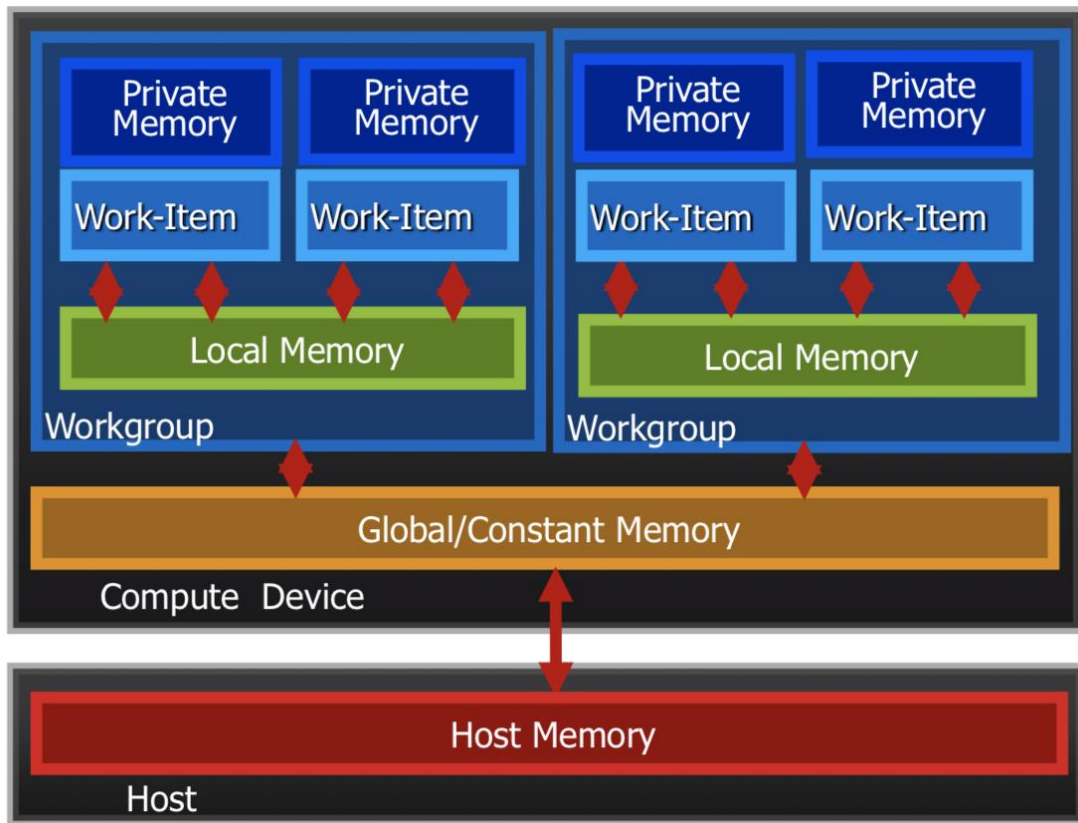 Private
Memory
Private
Memory
Private
Memory
Private
Memory
Work-Item
Work-Item
Work-Item
Work-Item
Local Memory
Local Memory
Workgroup
Workgroup
Global/Constant Memory
Compute Device
Host Memory
Host